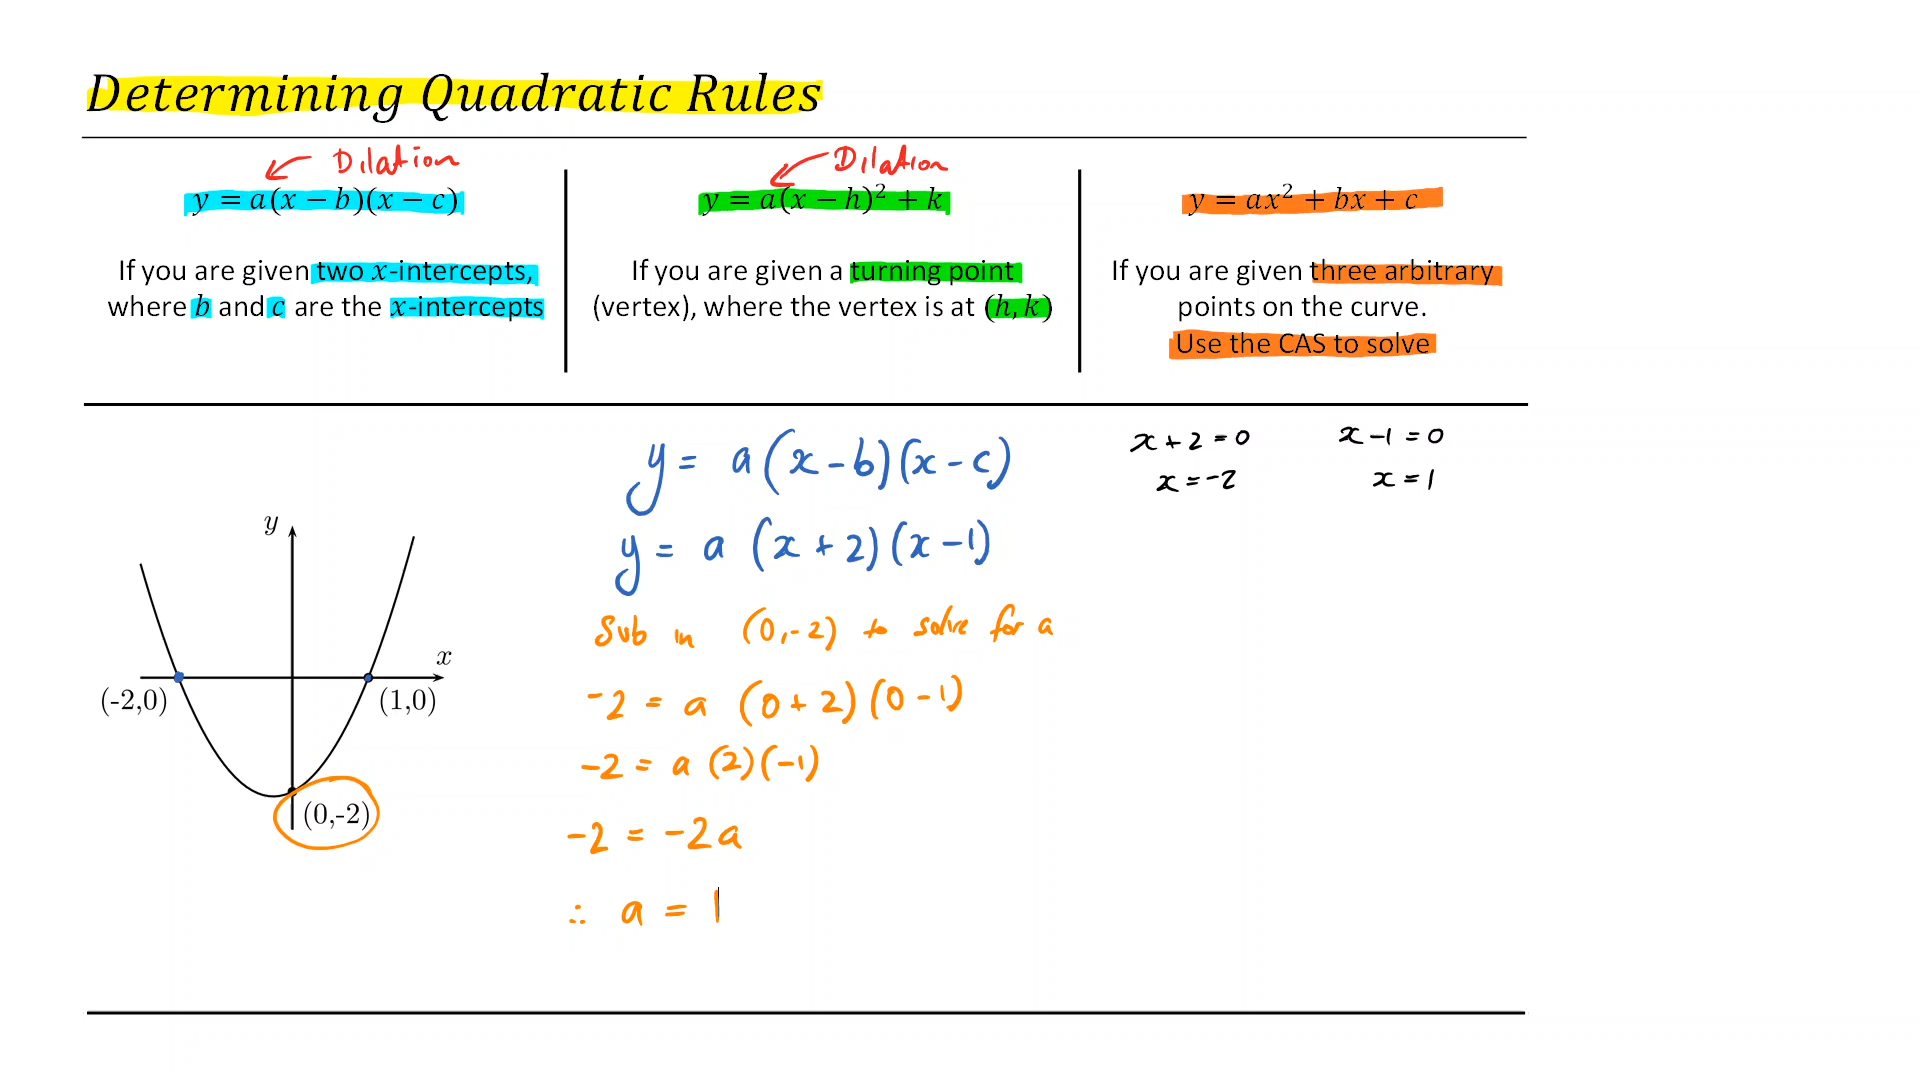 Determining Quadratic Rules
Dilation
y = a(x − b)(x − c)
If you are given two x-intercepts,
where b and c are the x-intercepts
Dilation
y = a(x − h)² + k
If you are given a turning point
(vertex), where the vertex is at (h, k)
y = ax² + bx + c
If you are given three arbitrary
points on the curve.
Use the CAS to solve
y
x
(-2,0)
(1,0)
(0,-2)
y = a (x − b)(x − c)
y = a (x + 2)(x − 1)
Sub in (0,-2) to solve for a
-2 = a (0 + 2)(0 − 1)
-2 = a (2)(-1)
-2 = -2a
∴ a = 1
x + 2 = 0
x = -2
x − 1 = 0
x = 1